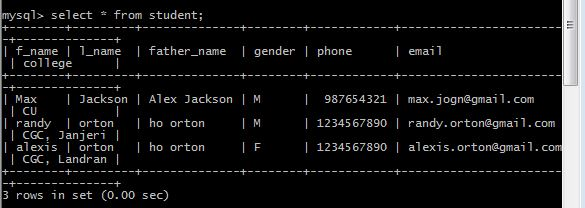 mysql> select * from student;
+--------+---------+--------------+--------+------------+------------------------
-+--------------+
| f_name | l_name  | father_name  | gender | phone      | email
 | college      |
+--------+---------+--------------+--------+------------+------------------------
-+--------------+
| Max    | Jackson | Alex Jackson | M      |  987654321 | max.jogn@gmail.com
 | CU           |
| randy  | orton   | ho orton     | M      | 1234567890 | randy.orton@gmail.com
 | CGC, Janjeri |
| alexis | orton   | ho orton     | F      | 1234567890 | alexis.orton@gmail.com
 | CGC, Landran |
+--------+---------+--------------+--------+------------+------------------------
-+--------------+
3 rows in set (0.00 sec)